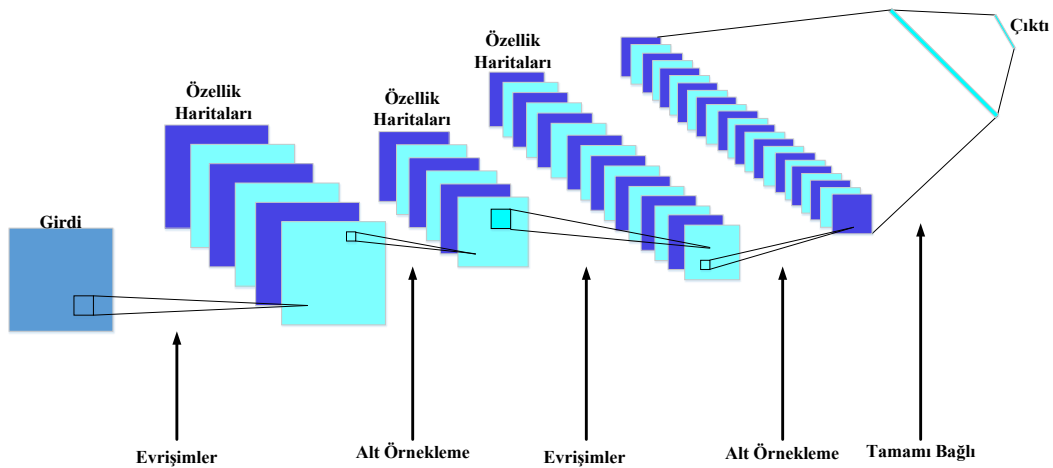 Girdi
Özellik
Haritaları
Özellik
Haritaları
Özellik
Haritaları
Çıktı
Evrişimler
Alt Örnekleme
Evrişimler
Alt Örnekleme
Tamamı Bağlı